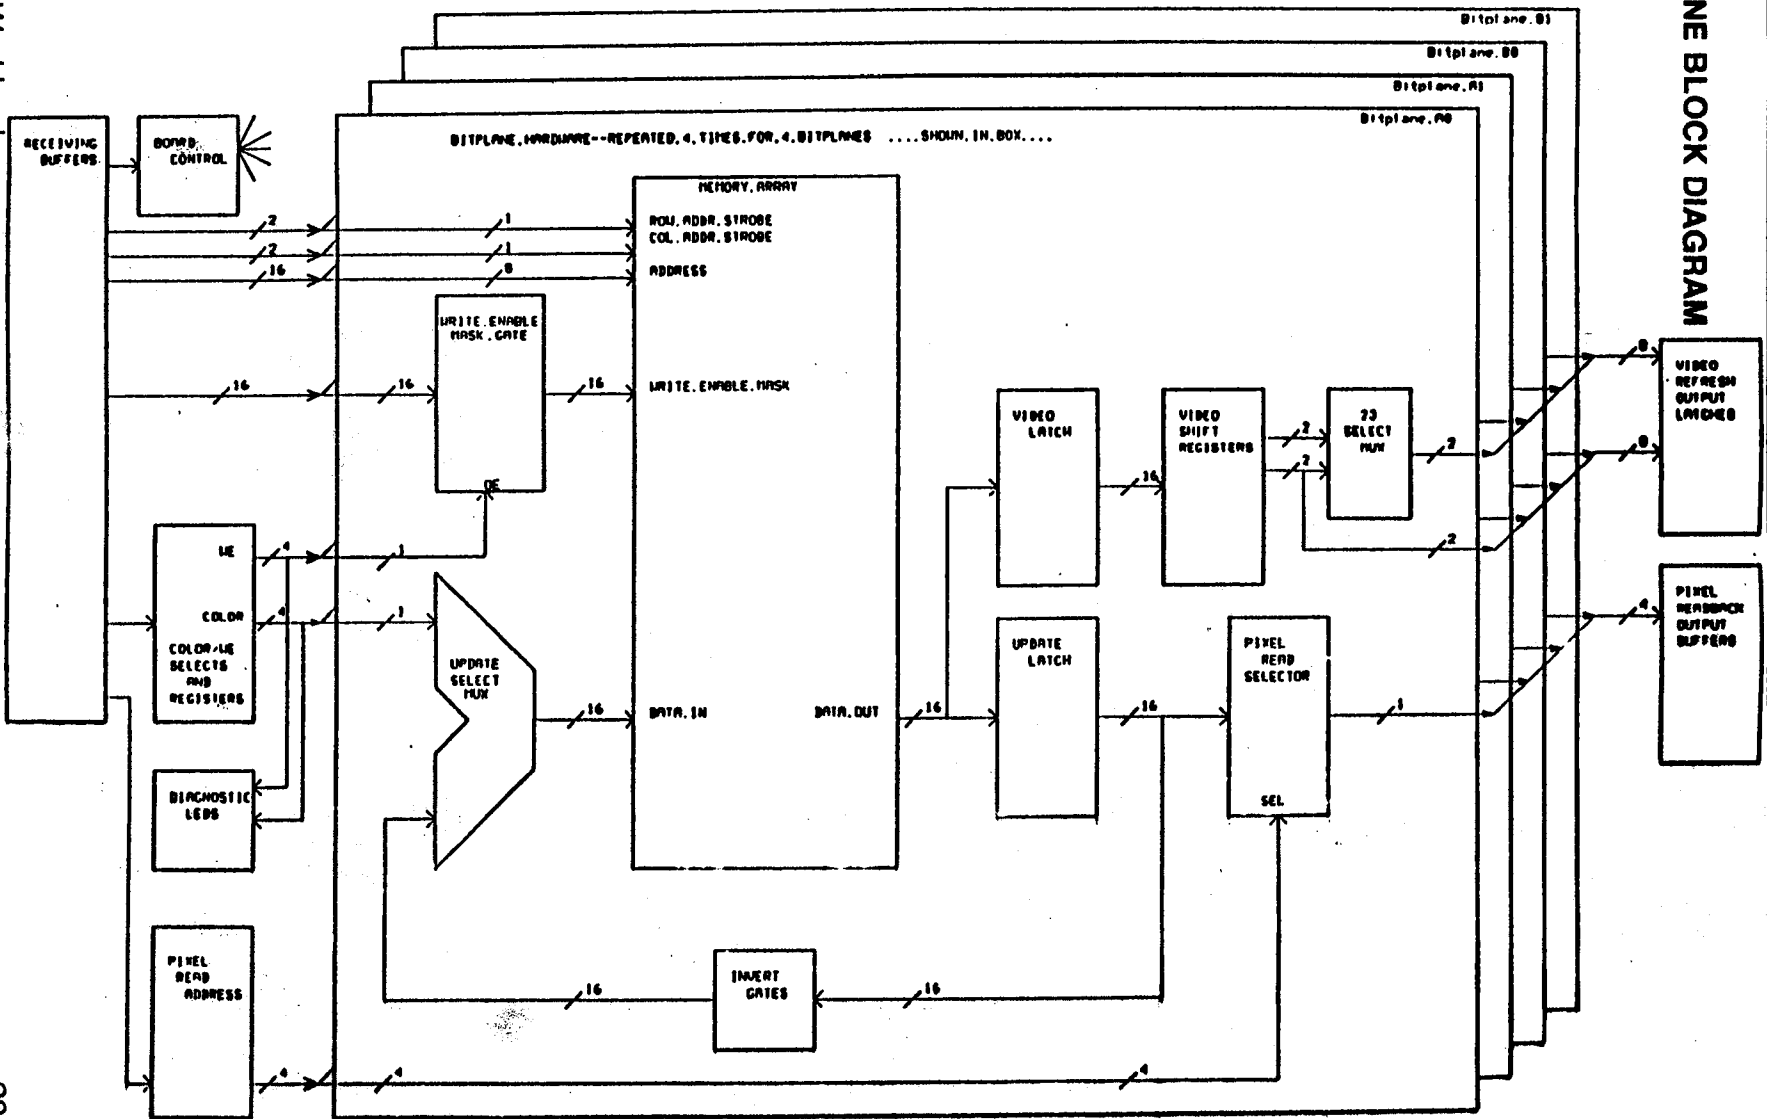 NE BLOCK DIAGRAM
Bitplane.B1
Bitplane.B0
Bitplane.A1
Bitplane.A0
BITPLANE.HARDWARE--REPEATED.4.TIMES.FOR.4.BITPLANES ....SHOWN.IN.BOX....
RECEIVING
BUFFERS
BOARD
CONTROL
MEMORY.ARRAY
2
1
ROW.ADDR.STROBE
2
1
COL.ADDR.STROBE
16
8
ADDRESS
WRITE.ENABLE
MASK.GATE
OE
16
16
16
WRITE.ENABLE.MASK
WE
4
1
COLOR
4
1
COLOR/WE
SELECTS
AND
REGISTERS
UPDATE
SELECT
MUX
16
DATA.IN
DATA.OUT
16
VIDEO
LATCH
16
VIDEO
SHIFT
REGISTERS
2
2
23
SELECT
MUX
2
2
8
8
VIDEO
REFRESH
OUTPUT
LATCHES
UPDATE
LATCH
16
PIXEL
READ
SELECTOR
SEL
1
4
PIXEL
READBACK
OUTPUT
BUFFERS
DIAGNOSTIC
LEDS
INVERT
GATES
16
16
PIXEL
READ
ADDRESS
4
4
4